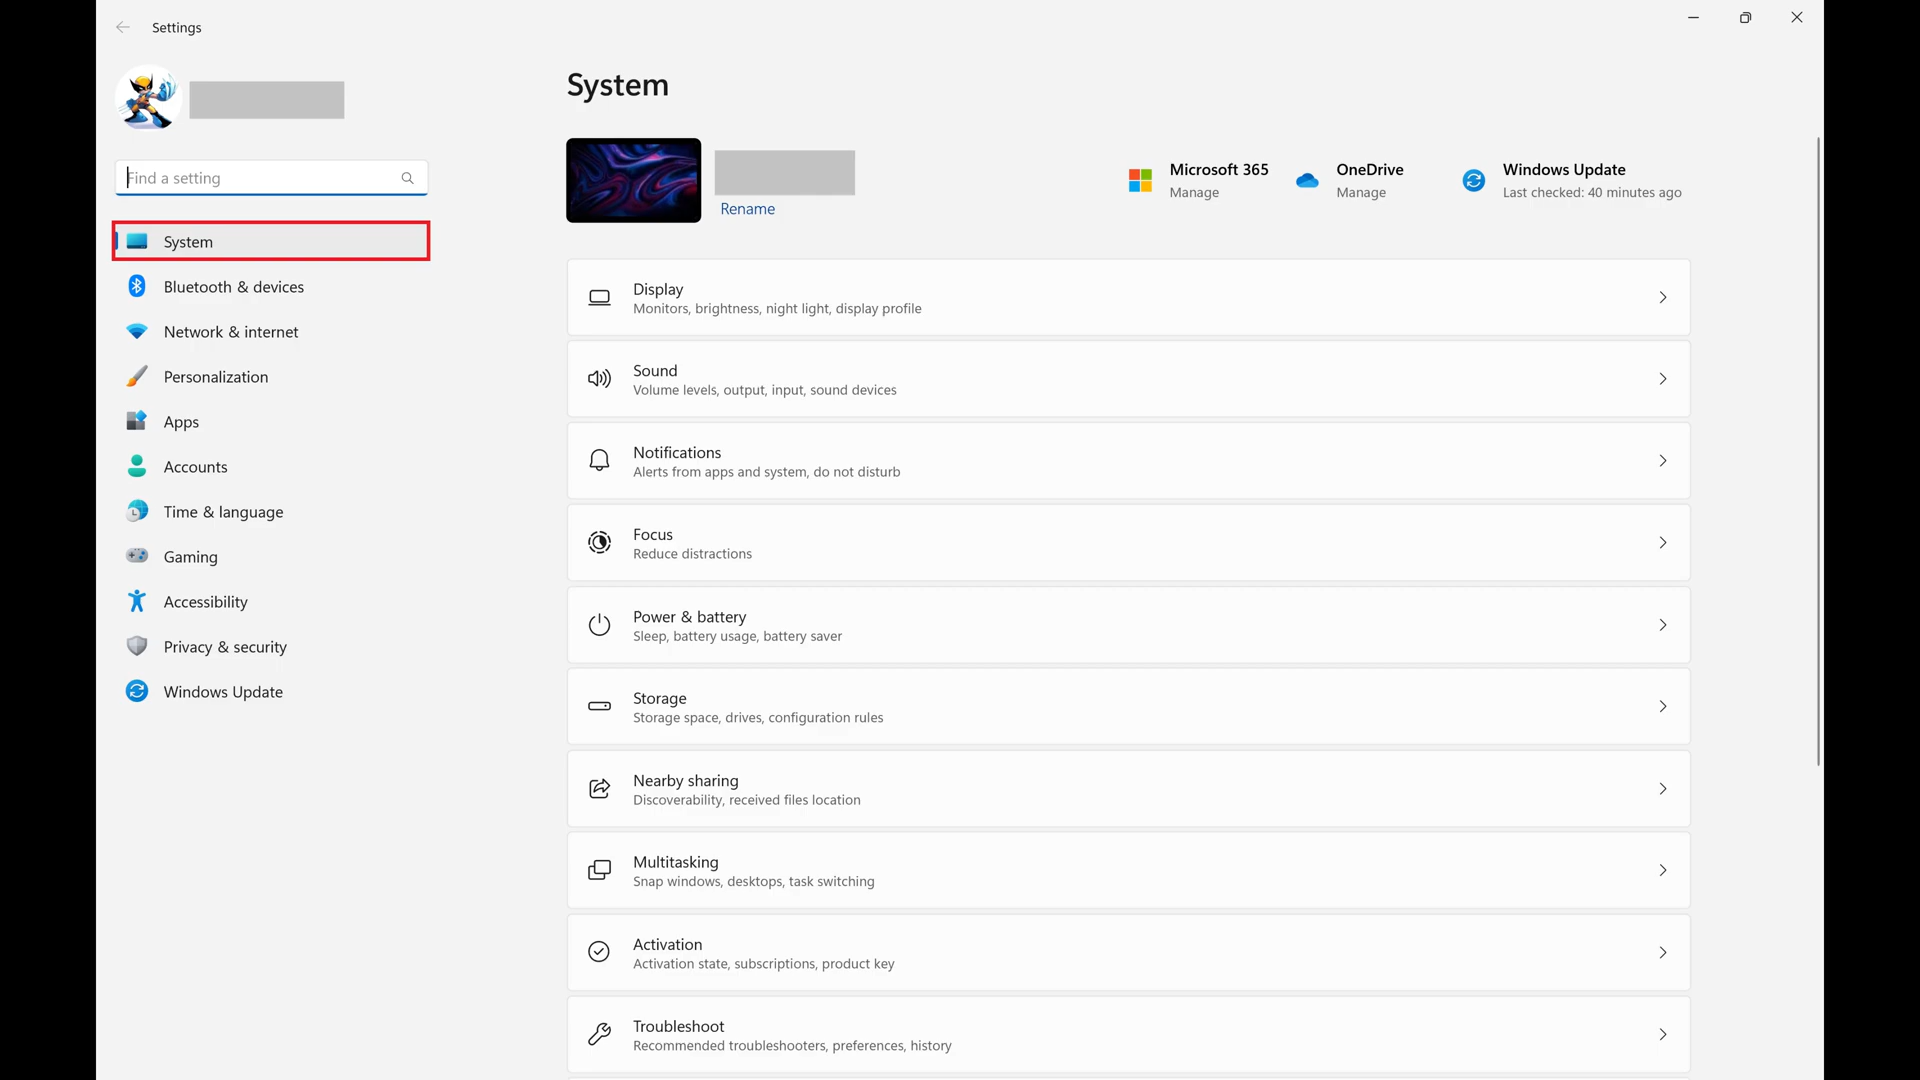 Settings
Find a setting
System
Bluetooth & devices
Network & internet
Personalization
Apps
Accounts
Time & language
Gaming
Accessibility
Privacy & security
Windows Update
System
Rename
Microsoft 365
Manage
OneDrive
Manage
Windows Update
Last checked: 40 minutes ago
Display
Monitors, brightness, night light, display profile
Sound
Volume levels, output, input, sound devices
Notifications
Alerts from apps and system, do not disturb
Focus
Reduce distractions
Power & battery
Sleep, battery usage, battery saver
Storage
Storage space, drives, configuration rules
Nearby sharing
Discoverability, received files location
Multitasking
Snap windows, desktops, task switching
Activation
Activation state, subscriptions, product key
Troubleshoot
Recommended troubleshooters, preferences, history